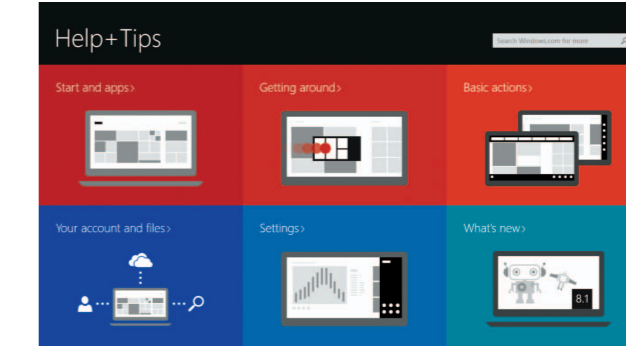 Help+Tips
Search Windows.com for more
Start and apps>
Getting around>
Basic actions>
Your account and files>
Settings>
What's new>
8.1